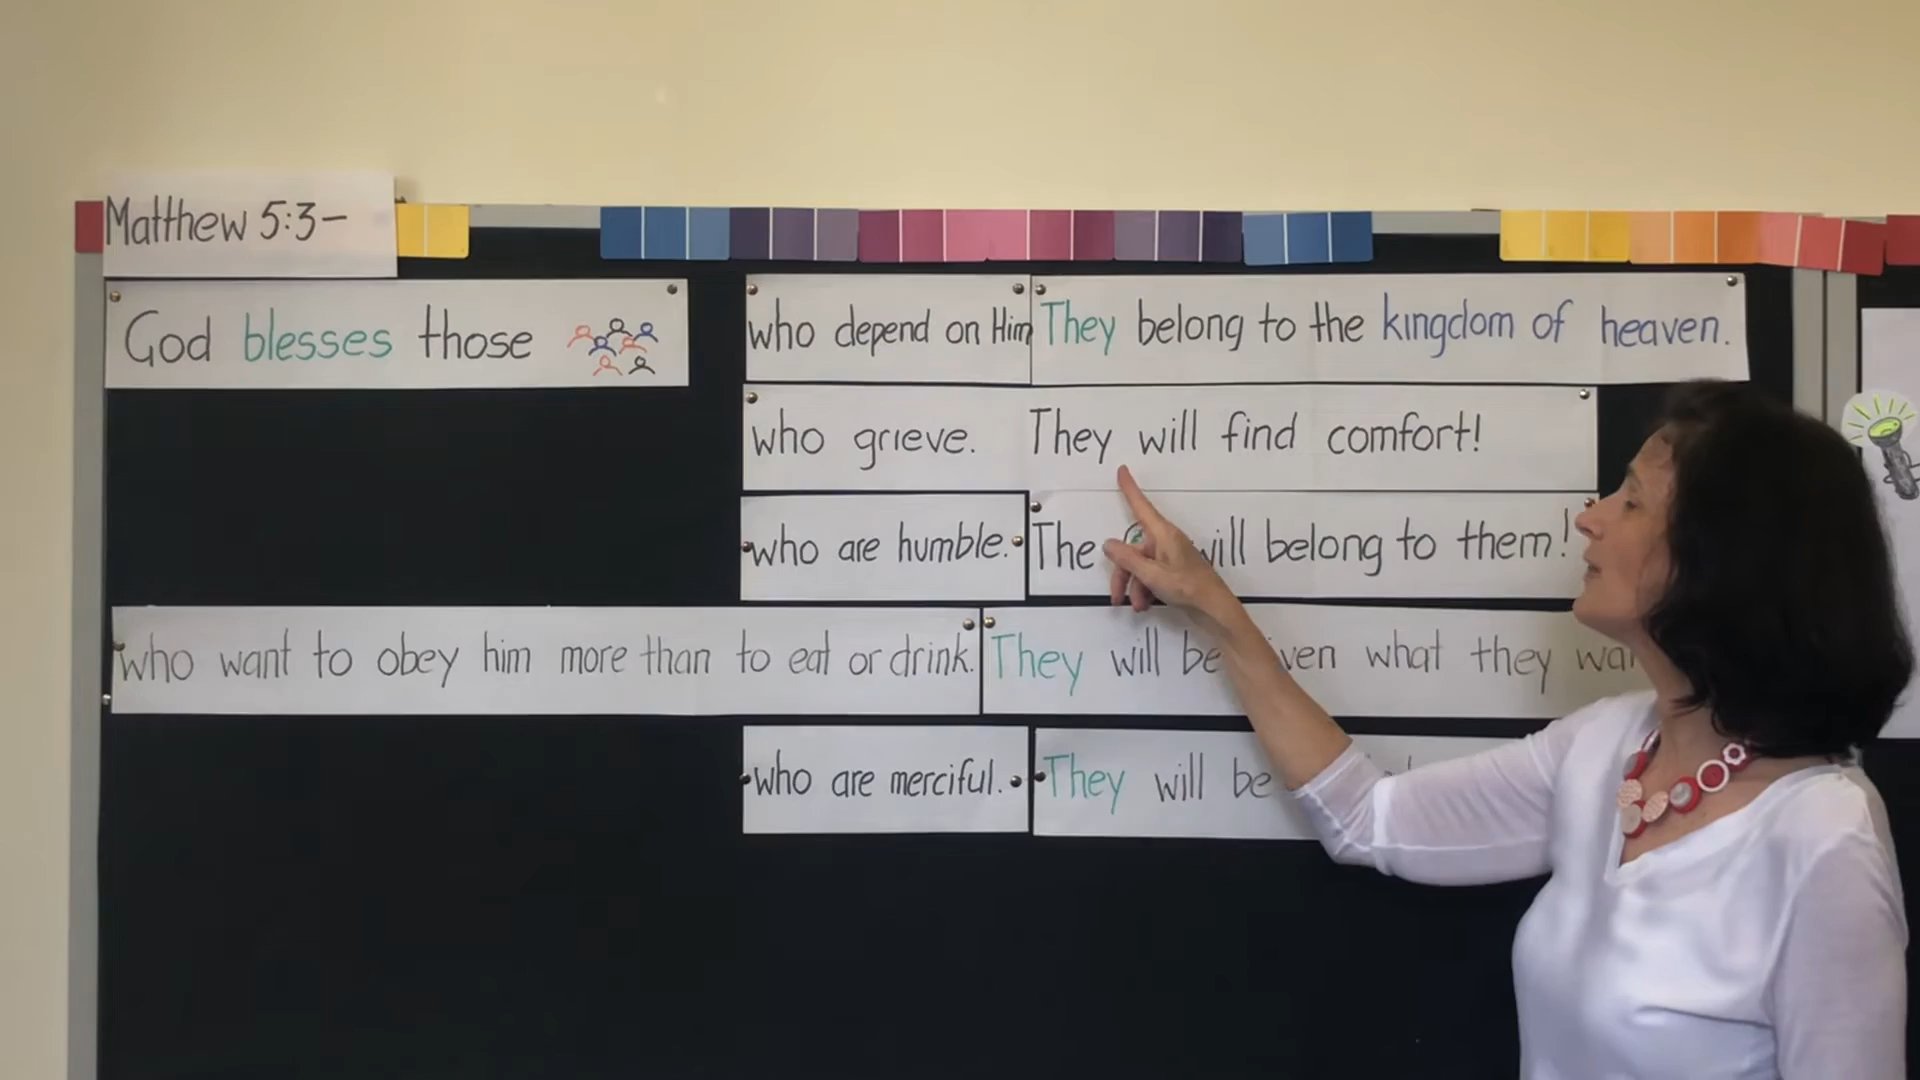 Matthew 5:3-
God blesses those who depend on Him They belong to the kingdom of heaven.
who grieve. They will find comfort!
who are humble. The will belong to them!
who want to obey him more than to eat or drink. They will be what they
who are merciful. They will be